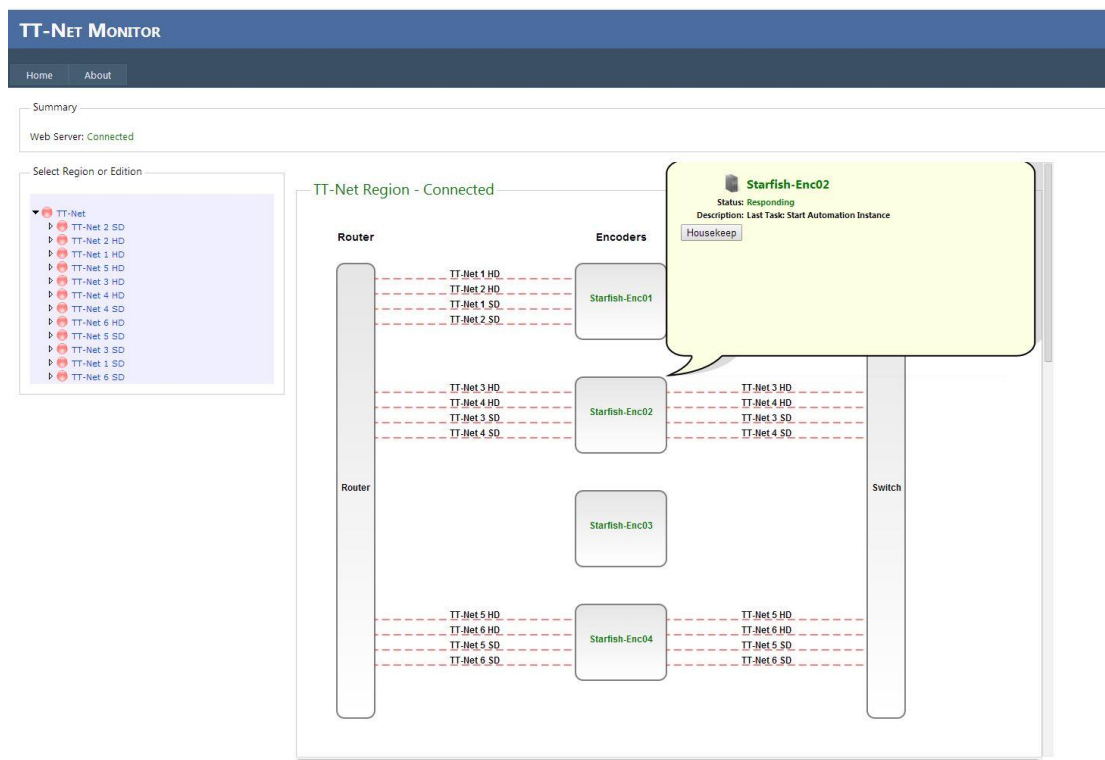 TT-Net Monitor
Home About
Summary
Web Server: Connected
Select Region or Edition
TT-Net
TT-Net 2 SD
TT-Net 2 HD
TT-Net 1 HD
TT-Net 5 HD
TT-Net 3 HD
TT-Net 4 HD
TT-Net 4 SD
TT-Net 6 HD
TT-Net 5 SD
TT-Net 3 SD
TT-Net 1 SD
TT-Net 6 SD
TT-Net Region - Connected
Starfish-Enc02
Status: Responding
Description: Last Task: Start Automation Instance
Housekeep
Router Encoders
TT-Net 1 HD
TT-Net 2 HD
TT-Net 1 SD
TT-Net 2 SD
Starfish-Enc01
TT-Net 3 HD TT-Net 3 HD
TT-Net 4 HD TT-Net 4 HD
Starfish-Enc02
TT-Net 3 SD TT-Net 3 SD
TT-Net 4 SD TT-Net 4 SD
Router Switch
Starfish-Enc03
TT-Net 5 HD TT-Net 5 HD
TT-Net 6 HD TT-Net 6 HD
Starfish-Enc04
TT-Net 5 SD TT-Net 5 SD
TT-Net 6 SD TT-Net 6 SD